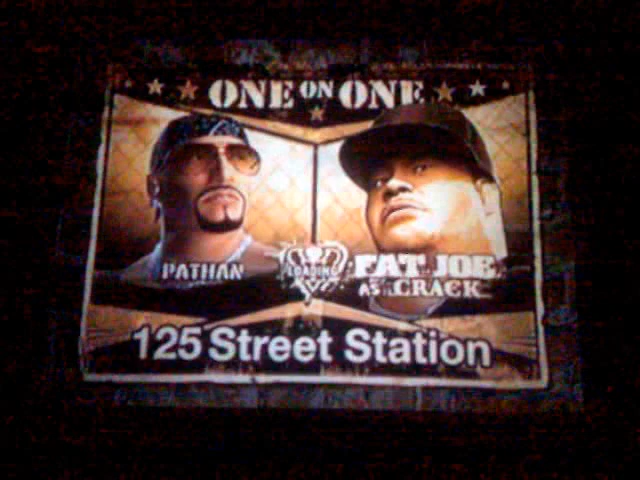 ONE ON ONE
PATHAN
LOADING
FAT JOE
AS CRACK
125 Street Station